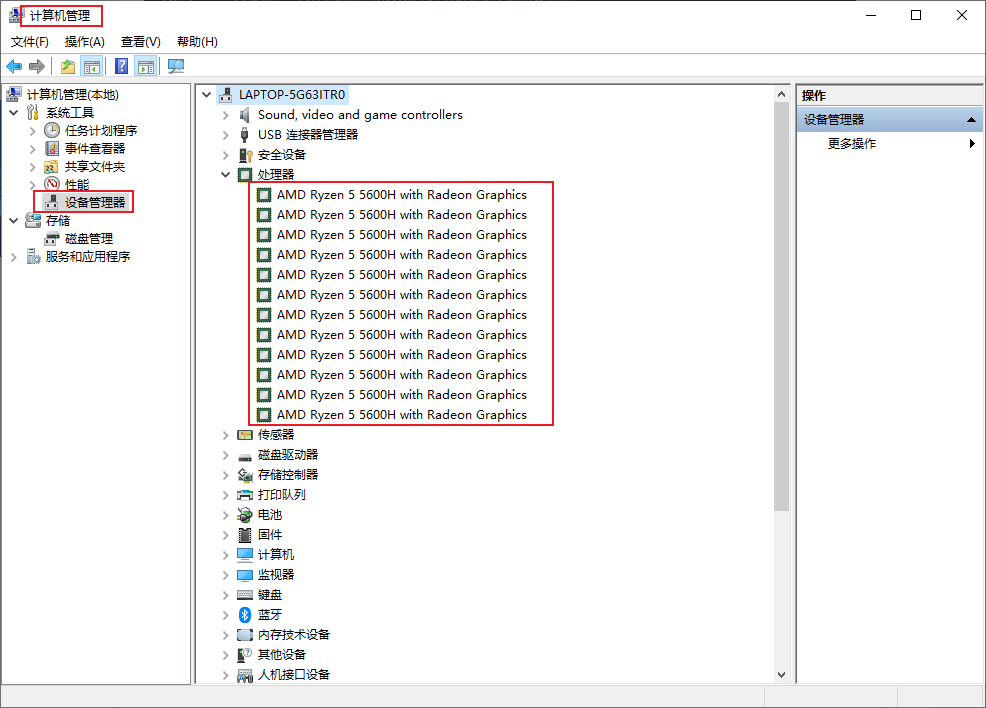 计算机管理
文件(F) 操作(A) 查看(V) 帮助(H)
计算机管理(本地)
系统工具
任务计划程序
事件查看器
共享文件夹
性能
设备管理器
存储
磁盘管理
服务和应用程序
LAPTOP-5G63ITR0
Sound, video and game controllers
USB 连接器管理器
安全设备
处理器
AMD Ryzen 5 5600H with Radeon Graphics
AMD Ryzen 5 5600H with Radeon Graphics
AMD Ryzen 5 5600H with Radeon Graphics
AMD Ryzen 5 5600H with Radeon Graphics
AMD Ryzen 5 5600H with Radeon Graphics
AMD Ryzen 5 5600H with Radeon Graphics
AMD Ryzen 5 5600H with Radeon Graphics
AMD Ryzen 5 5600H with Radeon Graphics
AMD Ryzen 5 5600H with Radeon Graphics
AMD Ryzen 5 5600H with Radeon Graphics
AMD Ryzen 5 5600H with Radeon Graphics
AMD Ryzen 5 5600H with Radeon Graphics
传感器
磁盘驱动器
存储控制器
打印队列
电池
固件
计算机
监视器
键盘
蓝牙
内存技术设备
其他设备
人机接口设备
操作
设备管理器
更多操作